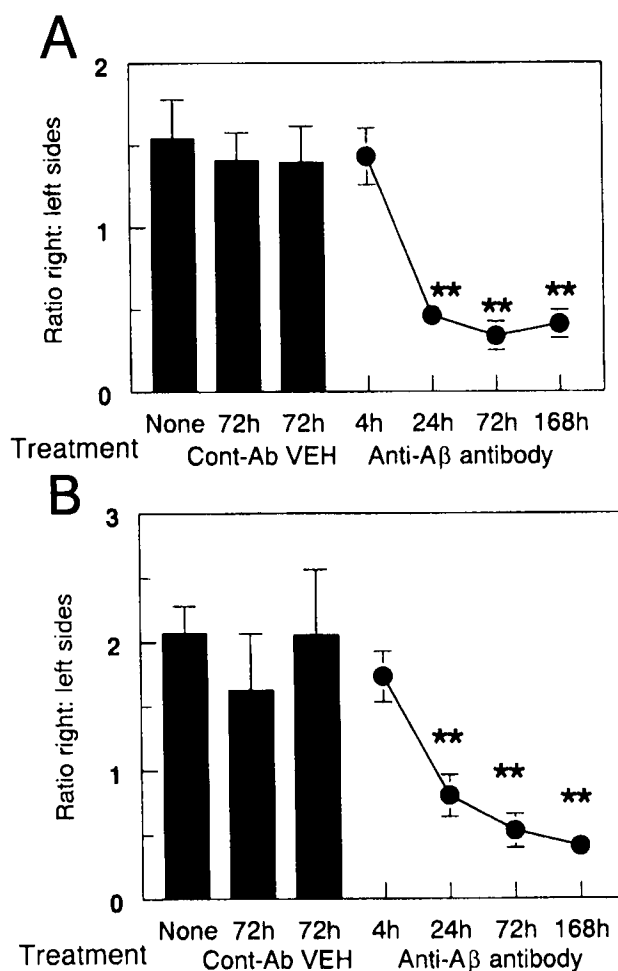 A
2
1
0
Ratio right: left sides
** ** **
None 72h 72h 4h 24h 72h 168h
Treatment Cont-Ab VEH Anti-Aβ antibody
B
3
2
1
0
Ratio right: left sides
**
**
**
None 72h 72h 4h 24h 72h 168h
Treatment Cont-Ab VEH Anti-Aβ antibody